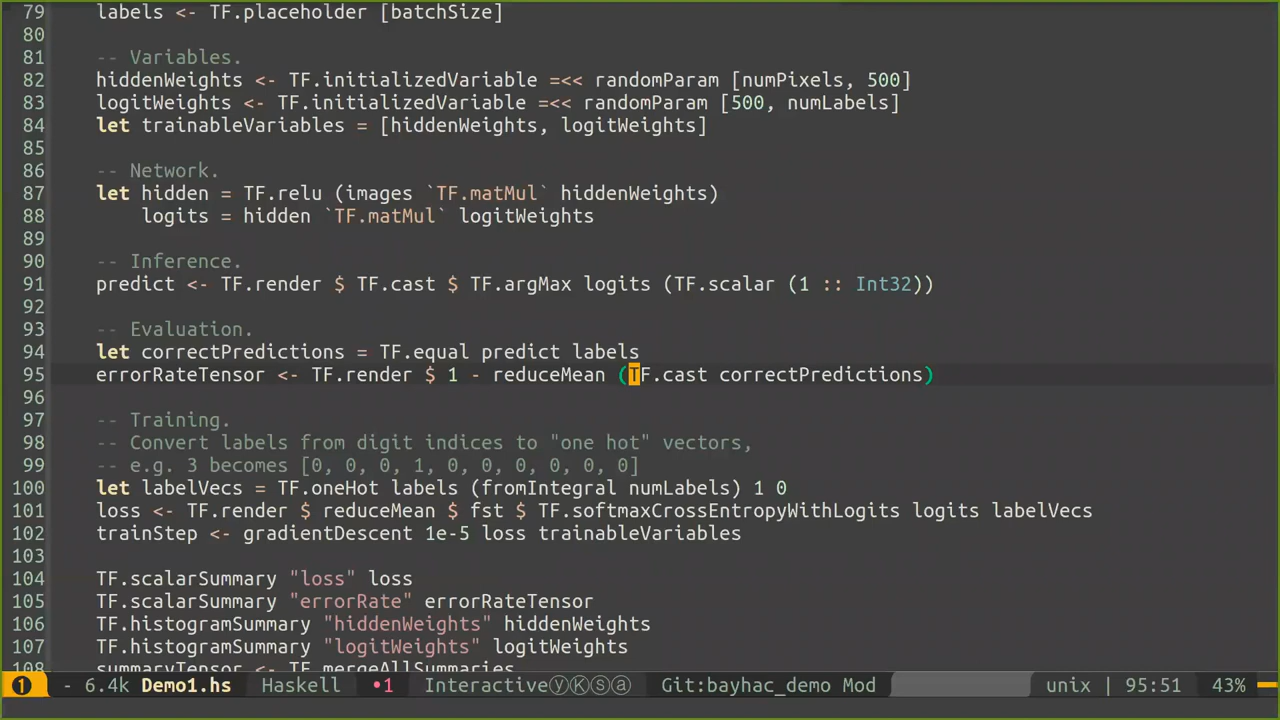 79 labels <- TF.placeholder [batchSize]
80
81 -- Variables.
82 hiddenWeights <- TF.initializedVariable =<< randomParam [numPixels, 500]
83 logitWeights <- TF.initializedVariable =<< randomParam [500, numLabels]
84 let trainableVariables = [hiddenWeights, logitWeights]
85
86 -- Network.
87 let hidden = TF.relu (images `TF.matMul` hiddenWeights)
88 logits = hidden `TF.matMul` logitWeights
89
90 -- Inference.
91 predict <- TF.render $ TF.cast $ TF.argMax logits (TF.scalar (1 :: Int32))
92
93 -- Evaluation.
94 let correctPredictions = TF.equal predict labels
95 errorRateTensor <- TF.render $ 1 - reduceMean (TF.cast correctPredictions)
96
97 -- Training.
98 -- Convert labels from digit indices to "one hot" vectors,
99 -- e.g. 3 becomes [0, 0, 0, 1, 0, 0, 0, 0, 0, 0]
100 let labelVecs = TF.oneHot labels (fromIntegral numLabels) 1 0
101 loss <- TF.render $ reduceMean $ fst $ TF.softmaxCrossEntropyWithLogits logits labelVecs
102 trainStep <- gradientDescent 1e-5 loss trainableVariables
103
104 TF.scalarSummary "loss" loss
105 TF.scalarSummary "errorRate" errorRateTensor
106 TF.histogramSummary "hiddenWeights" hiddenWeights
107 TF.histogramSummary "logitWeights" logitWeights
108 summaryTensor <- TF.mergeAllSummaries
❶ - 6.4k Demo1.hs Haskell •1 Interactiveⓨⓚⓢⓐ Git:bayhac_demo Mod unix | 95:51 43%